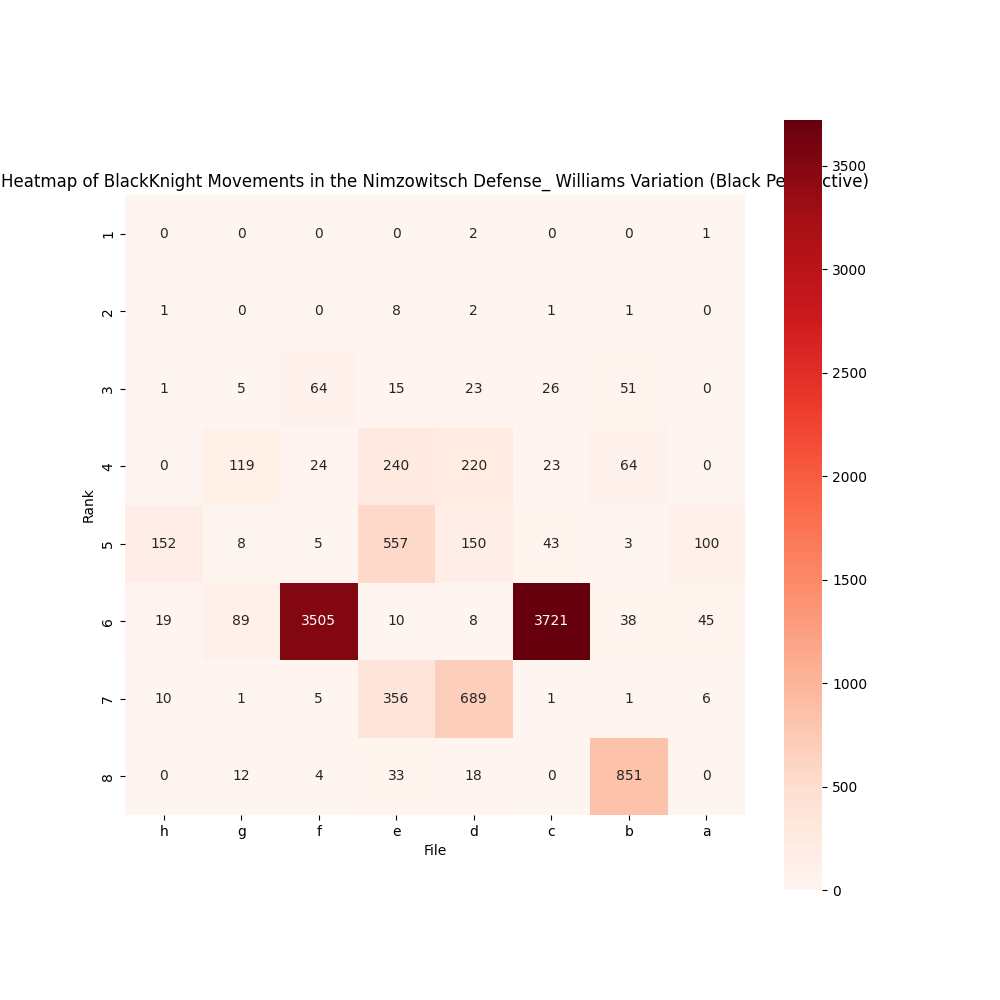 Heatmap of BlackKnight Movements in the Nimzowitsch Defense_ Williams Variation (Black Pe ctive)
3500
3000
2500
2000
1500
1000
500
0
Rank
1 0 0 0 0 2 0 0 1
2 1 0 0 8 2 1 1 0
3 1 5 64 15 23 26 51 0
4 0 119 24 240 220 23 64 0
5 152 8 5 557 150 43 3 100
6 19 89 3505 10 8 3721 38 45
7 10 1 5 356 689 1 1 6
8 0 12 4 33 18 0 851 0
h g f e d c b a
File